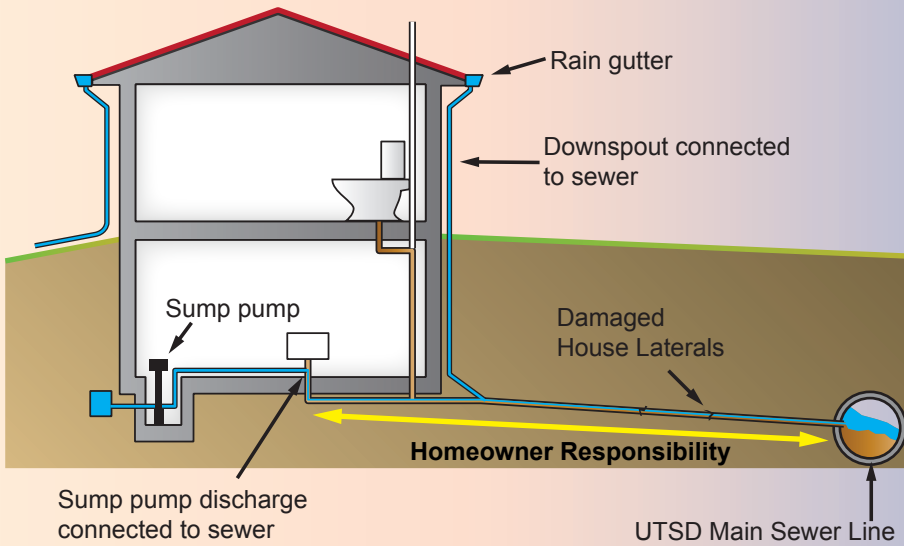 Rain gutter
Downspout connected
to sewer
Sump pump
Damaged
House Laterals
Homeowner Responsibility
Sump pump discharge
connected to sewer
UTSD Main Sewer Line